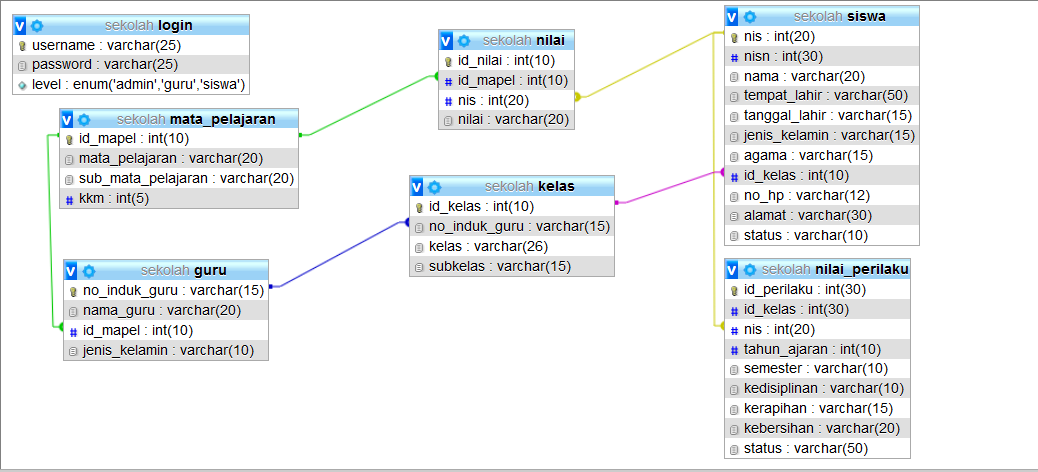 v sekolah login
username : varchar(25)
password : varchar(25)
level : enum('admin','guru','siswa')
v sekolah mata_pelajaran
# id_mapel : int(10)
mata_pelajaran : varchar(20)
sub_mata_pelajaran : varchar(20)
# kkm : int(5)
v sekolah guru
no_induk_guru : varchar(15)
nama_guru : varchar(20)
# id_mapel : int(10)
jenis_kelamin : varchar(10)
v sekolah nilai
id_nilai : int(10)
# id_mapel : int(10)
# nis : int(20)
nilai : varchar(20)
v sekolah kelas
id_kelas : int(10)
no_induk_guru : varchar(15)
kelas : varchar(26)
subkelas : varchar(15)
v sekolah siswa
nis : int(20)
# nisn : int(30)
nama : varchar(20)
tempat_lahir : varchar(50)
tanggal_lahir : varchar(15)
jenis_kelamin : varchar(15)
agama : varchar(15)
# id_kelas : int(10)
no_hp : varchar(12)
alamat : varchar(30)
status : varchar(10)
v sekolah nilai_perilaku
id_perilaku : int(30)
# id_kelas : int(30)
# nis : int(20)
# tahun_ajaran : int(10)
semester : varchar(10)
kedisiplinan : varchar(10)
kerapihan : varchar(15)
kebersihan : varchar(20)
status : varchar(50)